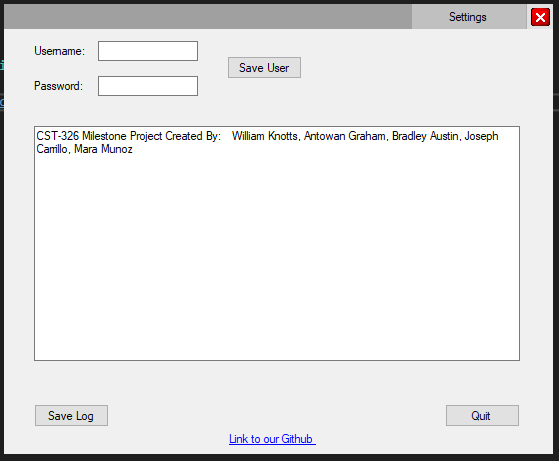 Settings
Username:
Save User
Password:
CST-326 Milestone Project Created By:    William Knotts, Antowan Graham, Bradley Austin, Joseph
Carrillo, Mara Munoz
Save Log
Quit
Link to our Github